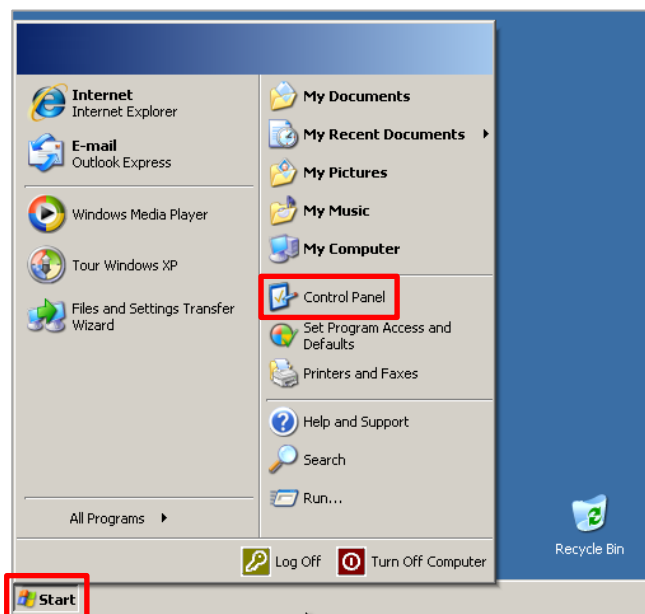 Internet
Internet Explorer
E-mail
Outlook Express
Windows Media Player
Tour Windows XP
Files and Settings Transfer
Wizard
All Programs
My Documents
My Recent Documents
My Pictures
My Music
My Computer
Control Panel
Set Program Access and
Defaults
Printers and Faxes
Help and Support
Search
Run...
Log Off
Turn Off Computer
Recycle Bin
Start